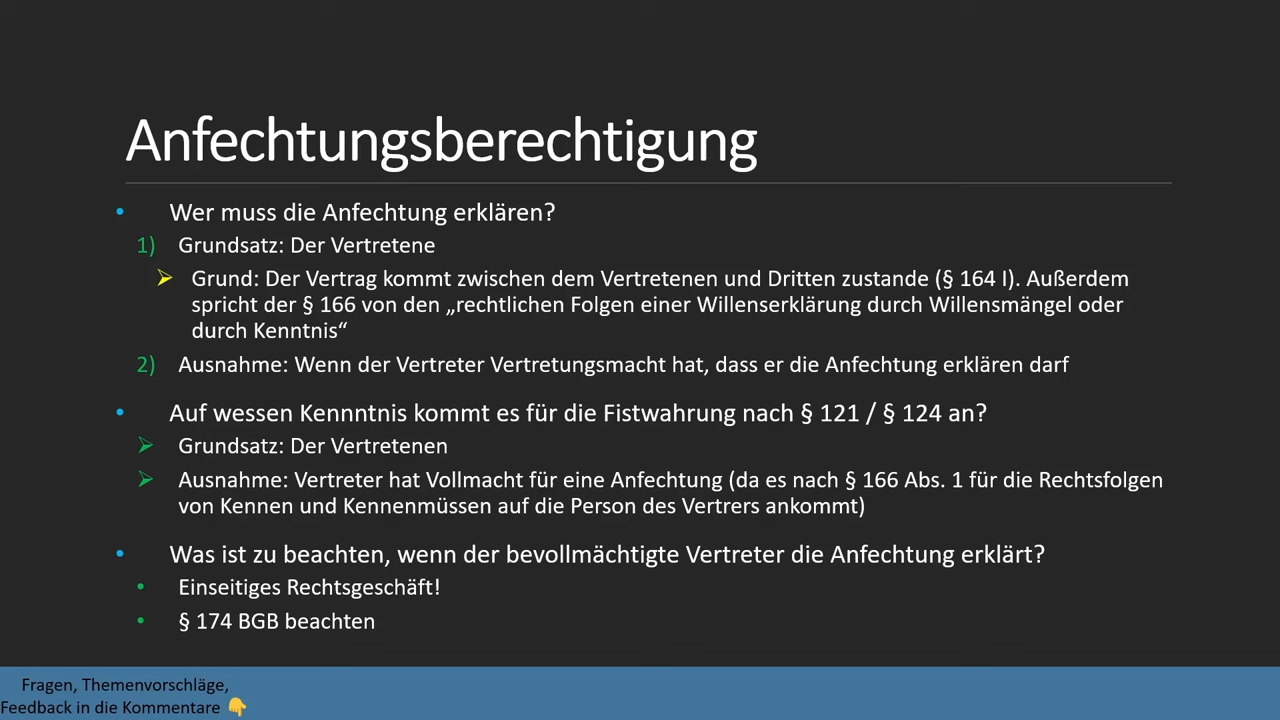 Anfechtungsberechtigung
• Wer muss die Anfechtung erklären?
1) Grundsatz: Der Vertretene
➢ Grund: Der Vertrag kommt zwischen dem Vertretenen und Dritten zustande (§ 164 I). Außerdem
spricht der § 166 von den „rechtlichen Folgen einer Willenserklärung durch Willensmängel oder
durch Kenntnis“
2) Ausnahme: Wenn der Vertreter Vertretungsmacht hat, dass er die Anfechtung erklären darf
• Auf wessen Kennntnis kommt es für die Fistwahrung nach § 121 / § 124 an?
➢ Grundsatz: Der Vertretenen
➢ Ausnahme: Vertreter hat Vollmacht für eine Anfechtung (da es nach § 166 Abs. 1 für die Rechtsfolgen
von Kennen und Kennenmüssen auf die Person des Vertrers ankommt)
• Was ist zu beachten, wenn der bevollmächtigte Vertreter die Anfechtung erklärt?
• Einseitiges Rechtsgeschäft!
• § 174 BGB beachten
Fragen, Themenvorschläge,
Feedback in die Kommentare 👇